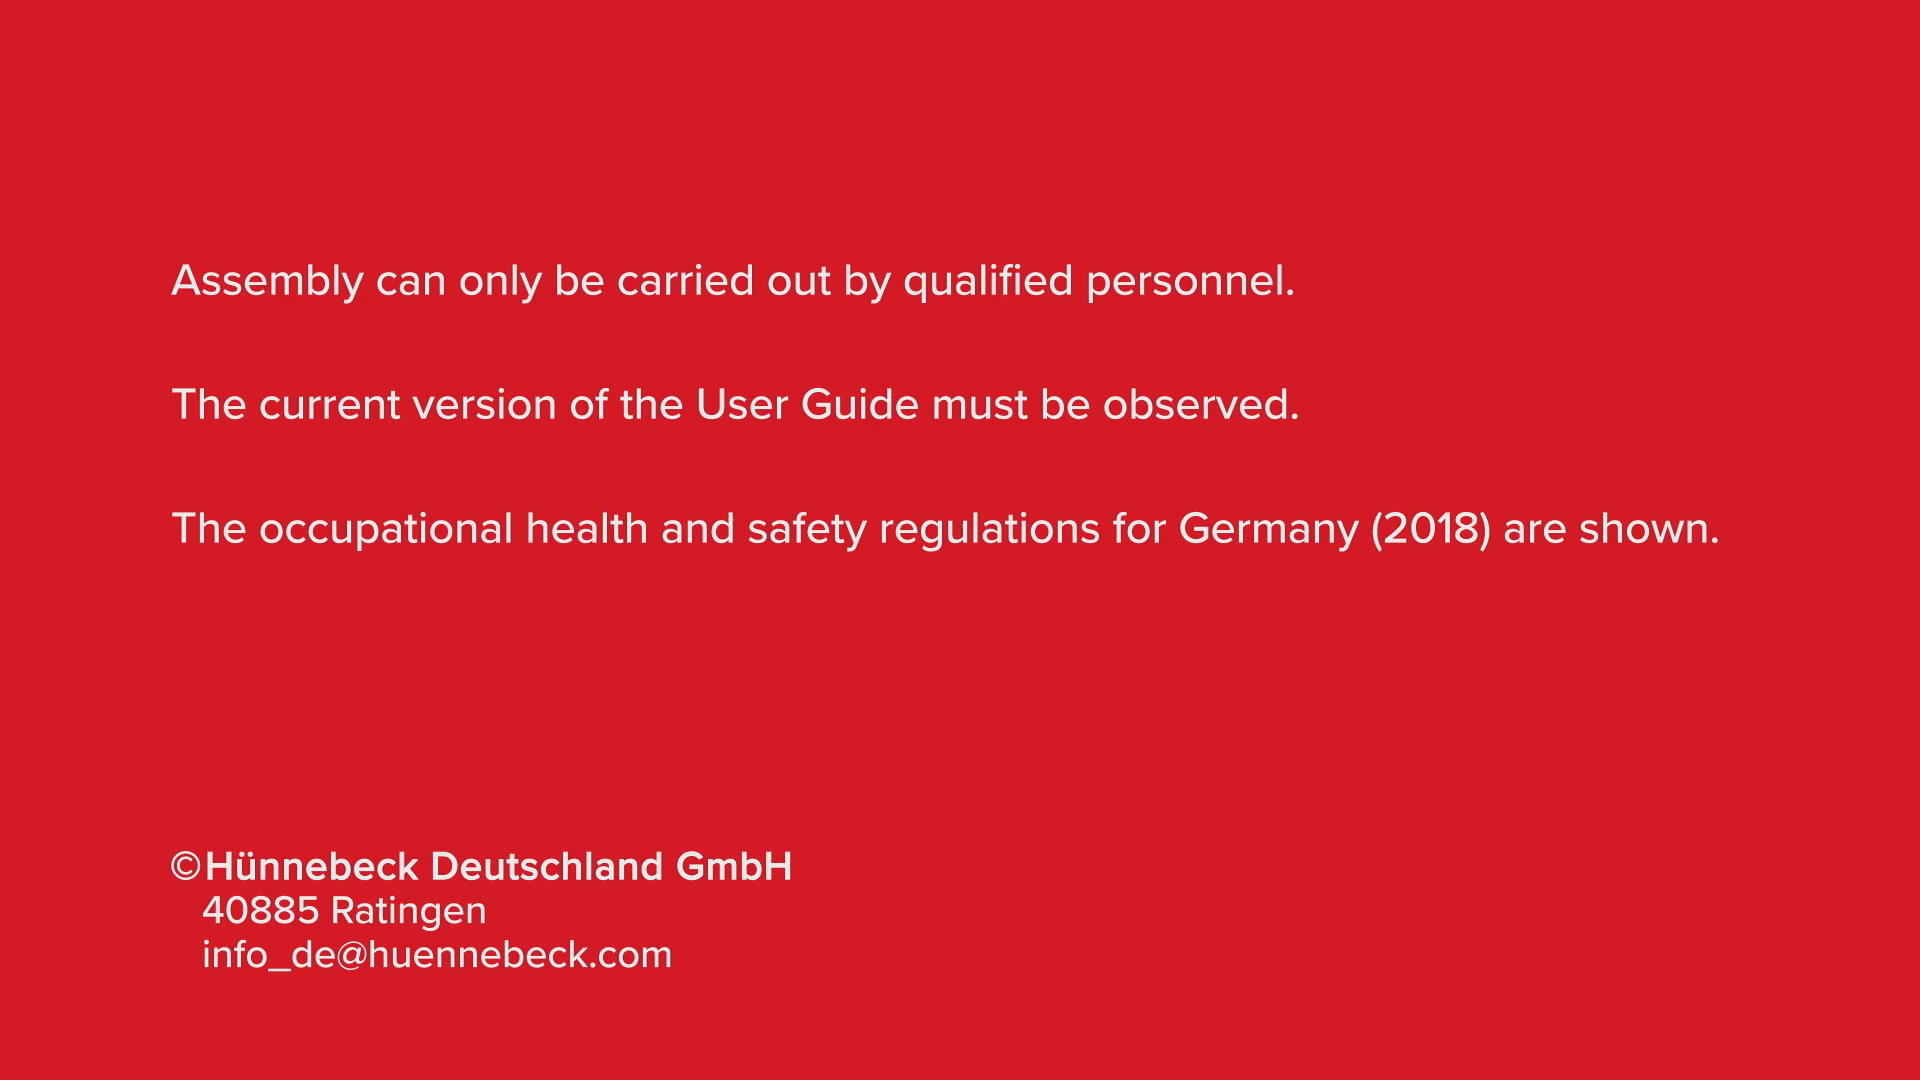 Assembly can only be carried out by qualified personnel.
The current version of the User Guide must be observed.
The occupational health and safety regulations for Germany (2018) are shown.
©Hünnebeck Deutschland GmbH
40885 Ratingen
info_de@huennebeck.com